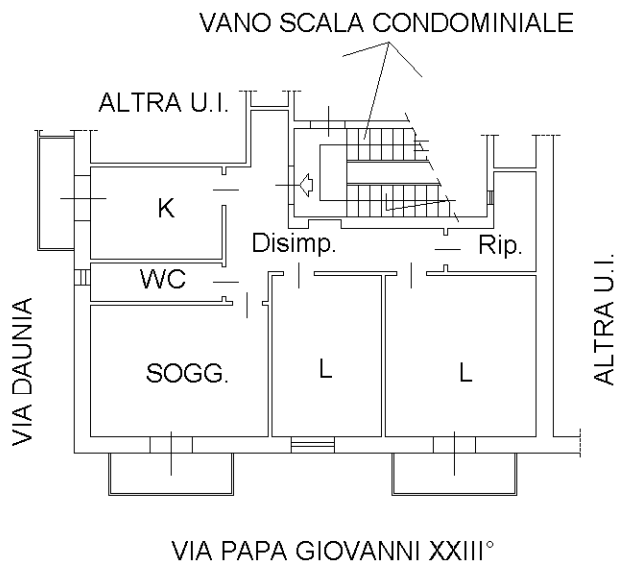 VANO SCALA CONDOMINIALE
ALTRA U.I.
K
Disimp.
Rip.
WC
SOGG.
L
L
VIA DAUNIA
ALTRA U.I.
VIA PAPA GIOVANNI XXIII°